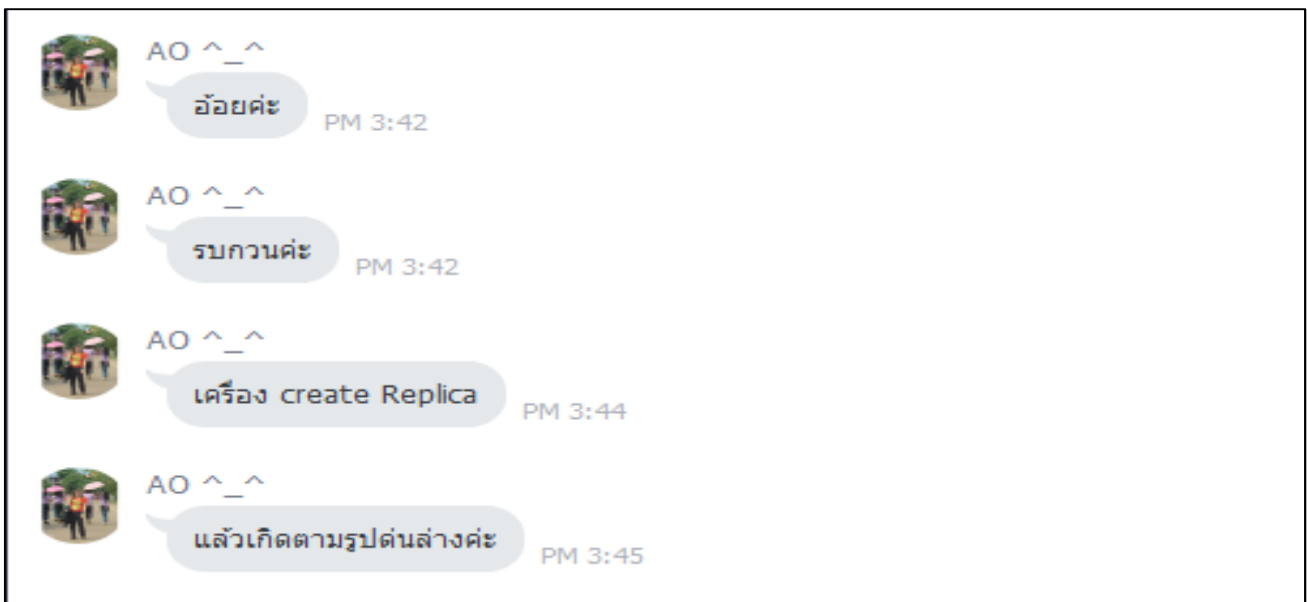 AO ^_^
อ้อยค่ะ
PM 3:42
AO ^_^
รบกวนค่ะ
PM 3:42
AO ^_^
เครื่อง create Replica
PM 3:44
AO ^_^
แล้วเกิดตามรูปด่นล่างค่ะ
PM 3:45